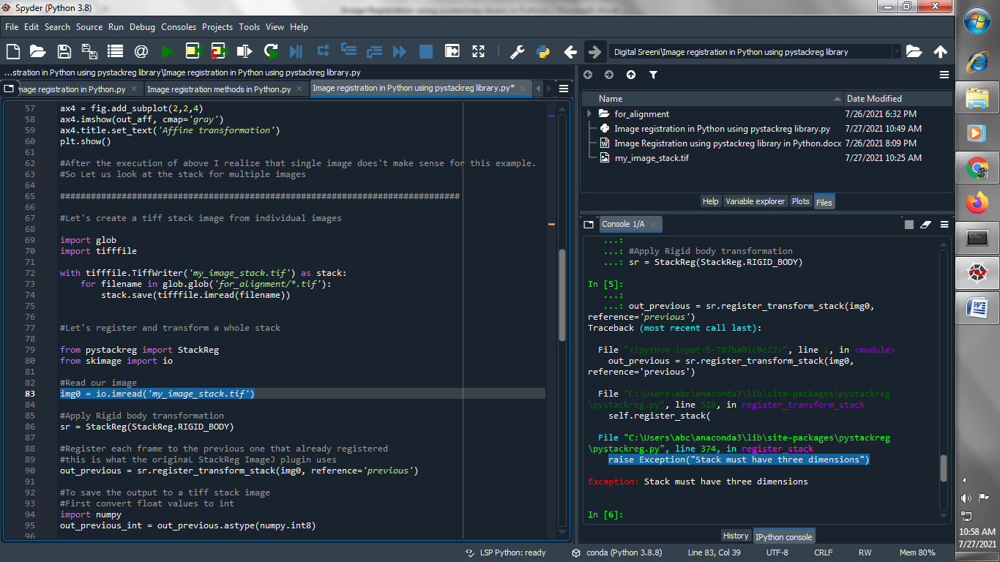 Spyder (Python 3.8)
File Edit Search Source Run Debug Consoles Projects Tools View Help
Digital Sreeni\Image registration in Python using pystackreg library
...stration in Python using pystackreg library\Image registration in Python using pystackreg library.py
mage registration in Python.py Image registration methods in Python.py Image registration in Python using pystackreg library.py*
57 ax4 = fig.add_subplot(2,2,4)
58 ax4.imshow(out_aff, cmap='gray')
59 ax4.title.set_text('Affine transformation')
60 plt.show()
61
62 #After the execution of above I realize that single image does't make sense for this example.
63 #So Let us look at the stack for multiple images
64
65 ##############################################################################
66
67 #Let's create a tiff stack image from individual images
68
69 import glob
70 import tifffile
71
72 with tifffile.TiffWriter('my_image_stack.tif') as stack:
73 for filename in glob.glob('for_alignment/*.tif'):
74 stack.save(tifffile.imread(filename))
75
76
77 #Let's register and transform a whole stack
78
79 from pystackreg import StackReg
80 from skimage import io
81
82 #Read our image
83 img0 = io.imread('my_image_stack.tif')
84
85 #Apply Rigid body transformation
86 sr = StackReg(StackReg.RIGID_BODY)
87
88 #Register each frame to the previous one that already registered
89 #this is what the originaL StackReg ImageJ plugin uses
90 out_previous = sr.register_transform_stack(img0, reference='previous')
91
92 #To save the output to a tiff stack image
93 #First convert float values to int
94 import numpy
95 out_previous_int = out_previous.astype(numpy.int8)
96
Name Date Modified
for_alignment 7/26/2021 6:32 PM
Image registration in Python using pystackreg library.py 7/27/2021 10:49 AM
Image Registration using pystackreg library in Python.docx 7/26/2021 8:09 PM
my_image_stack.tif 7/27/2021 10:25 AM
Help Variable explorer Plots Files
Console 1/A
...:
...: #Apply Rigid body transformation
...: sr = StackReg(StackReg.RIGID_BODY)
In [5]:
...:
...: out_previous = sr.register_transform_stack(img0,
reference='previous')
Traceback (most recent call last):
File "<ipython-input-5-787ba01c0c22>", line 1, in <module>
out_previous = sr.register_transform_stack(img0,
reference='previous')
File "C:\Users\abc\anaconda3\lib\site-packages\pystackreg
\pystackreg.py", line 528, in register_transform_stack
self.register_stack(
File "C:\Users\abc\anaconda3\lib\site-packages\pystackreg
\pystackreg.py", line 374, in register_stack
raise Exception("Stack must have three dimensions")
Exception: Stack must have three dimensions
In [6]:
History IPython console
LSP Python: ready conda (Python 3.8.8) Line 83, Col 39 UTF-8 CRLF RW Mem 80%
10:58 AM
7/27/2021